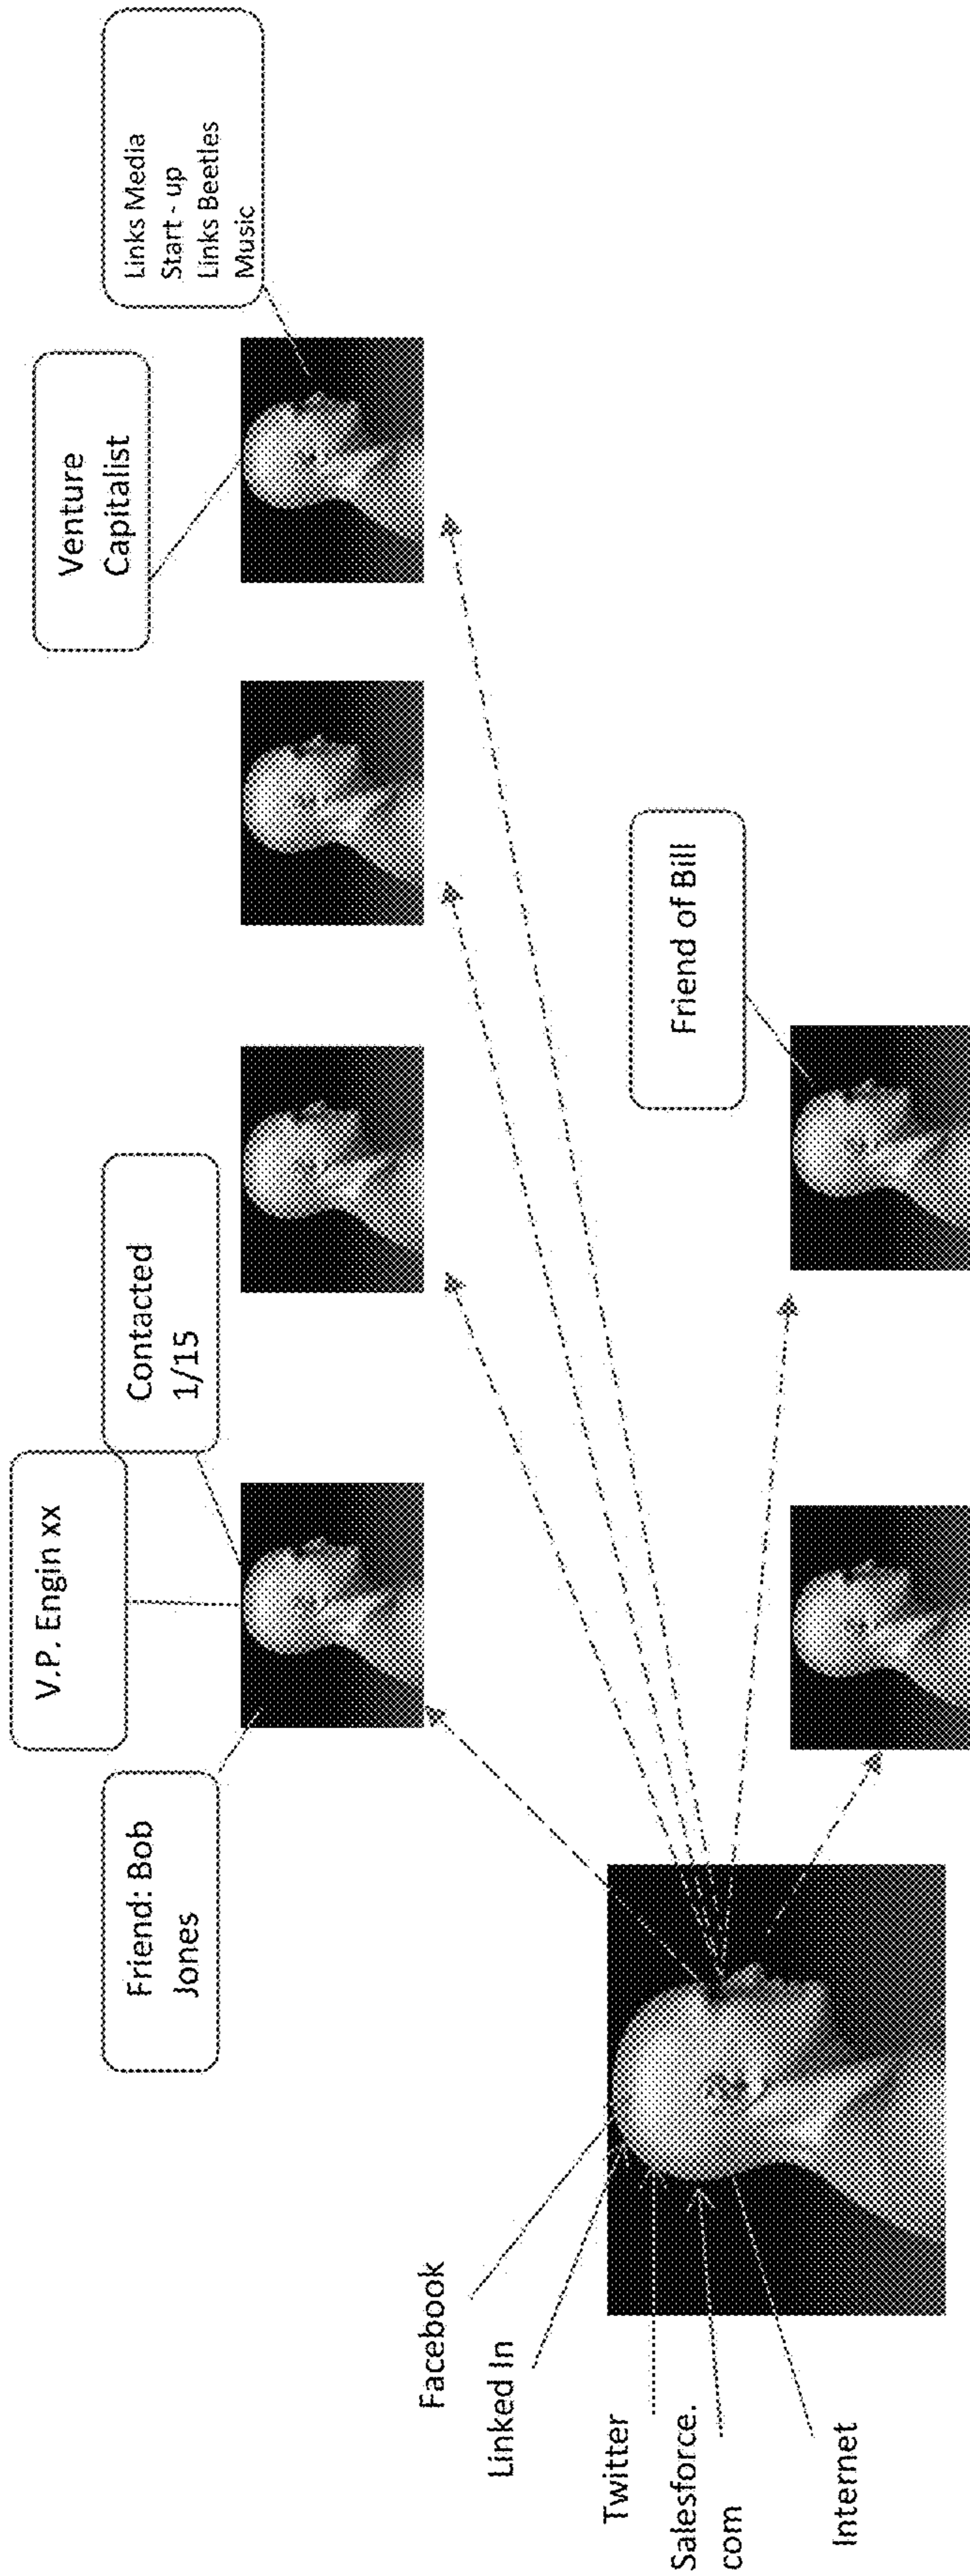 V.P. Engin xx
Friend: Bob
Jones
Contacted
1/15
Venture
Capitalist
Links Media
Start - up
Links Beetles
Music
Facebook
Linked In
Twitter
Salesforce.
com
Internet
Friend of Bill